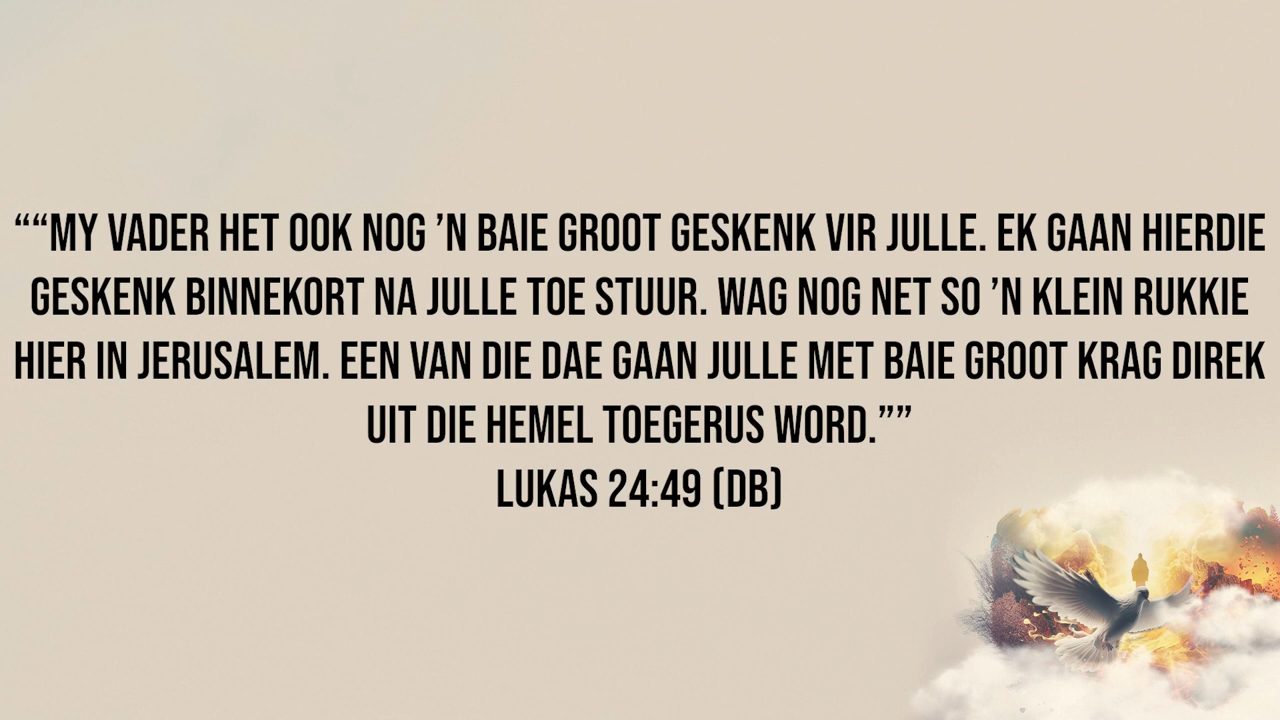 ““MY VADER HET OOK NOG ’N BAIE GROOT GESKENK VIR JULLE. EK GAAN HIERDIE
GESKENK BINNEKORT NA JULLE TOE STUUR. WAG NOG NET SO ’N KLEIN RUKKIE
HIER IN JERUSALEM. EEN VAN DIE DAE GAAN JULLE MET BAIE GROOT KRAG DIREK
UIT DIE HEMEL TOEGERUS WORD.””
LUKAS 24:49 (DB)